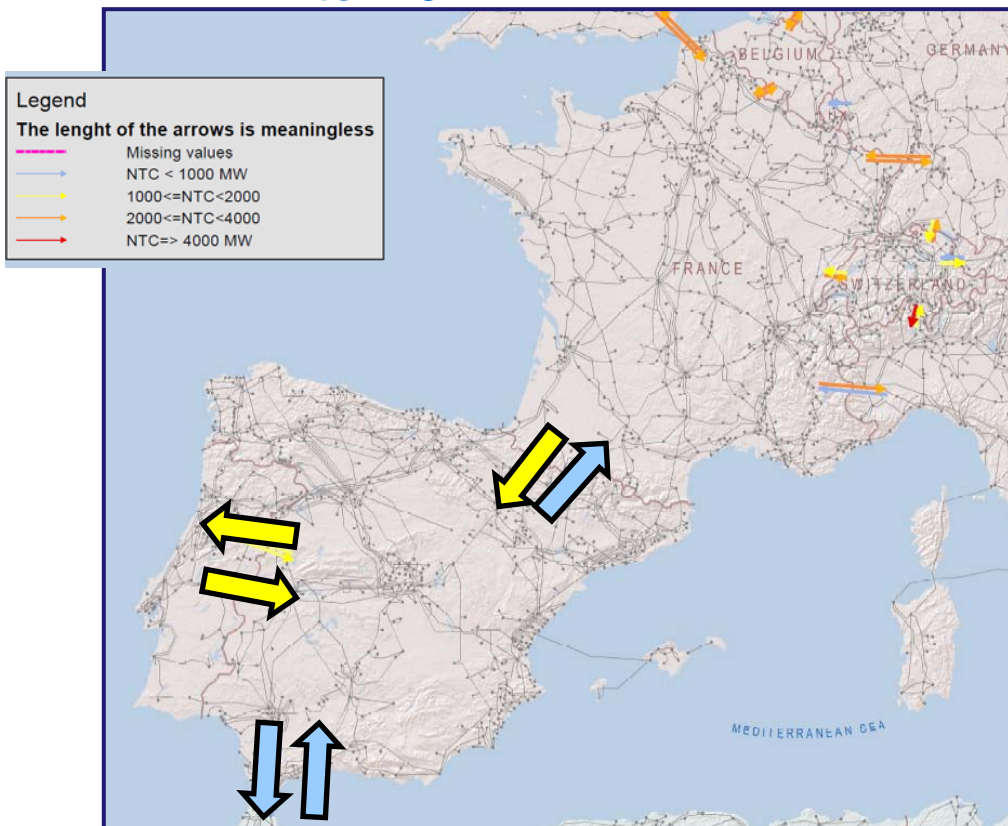 BELGIUM
GERMANY
Legend
The lenght of the arrows is meaningless
Missing values
NTC < 1000 MW
1000<=NTC<2000
2000<=NTC<4000
NTC=> 4000 MW
FRANCE
SWITZERLAND
MEDITERRANEAN SEA